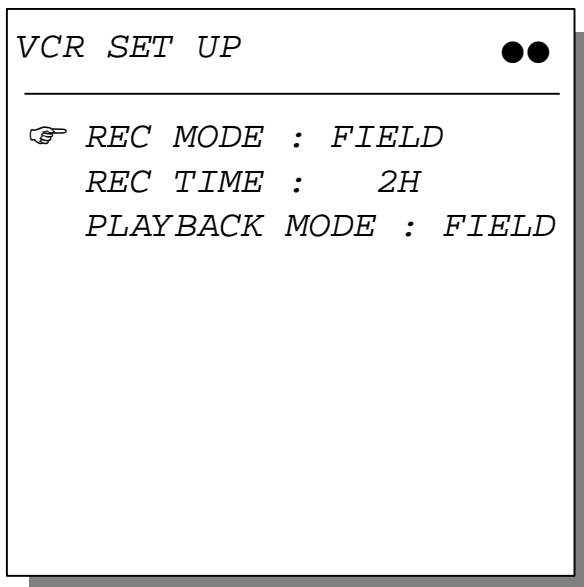 VCR SET UP ●●
☞ REC MODE : FIELD
REC TIME : 2H
PLAYBACK MODE : FIELD